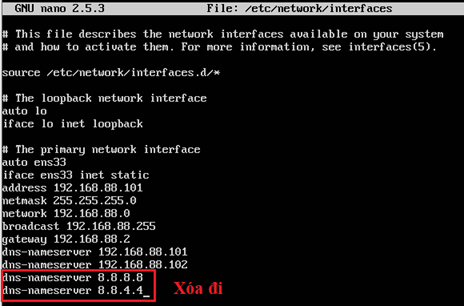 GNU nano 2.5.3 File: /etc/network/interfaces
# This file describes the network interfaces available on your system
# and how to activate them. For more information, see interfaces(5).
source /etc/network/interfaces.d/*
# The loopback network interface
auto lo
iface lo inet loopback
# The primary network interface
auto ens33
iface ens33 inet static
address 192.168.88.101
netmask 255.255.255.0
network 192.168.88.0
broadcast 192.168.88.255
gateway 192.168.88.2
dns-nameserver 192.168.88.101
dns-nameserver 192.168.88.102
dns-nameserver 8.8.8.8
dns-nameserver 8.8.4.4_
Xóa đi